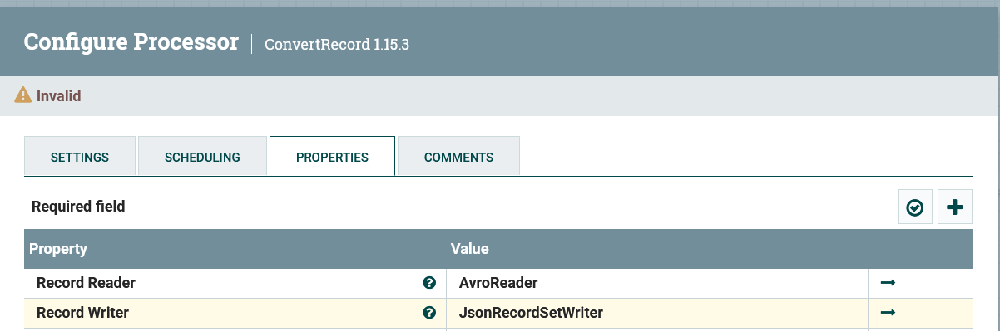 Configure Processor | ConvertRecord 1.15.3
Invalid
SETTINGS SCHEDULING PROPERTIES COMMENTS
Required field
Property Value
Record Reader AvroReader
Record Writer JsonRecordSetWriter